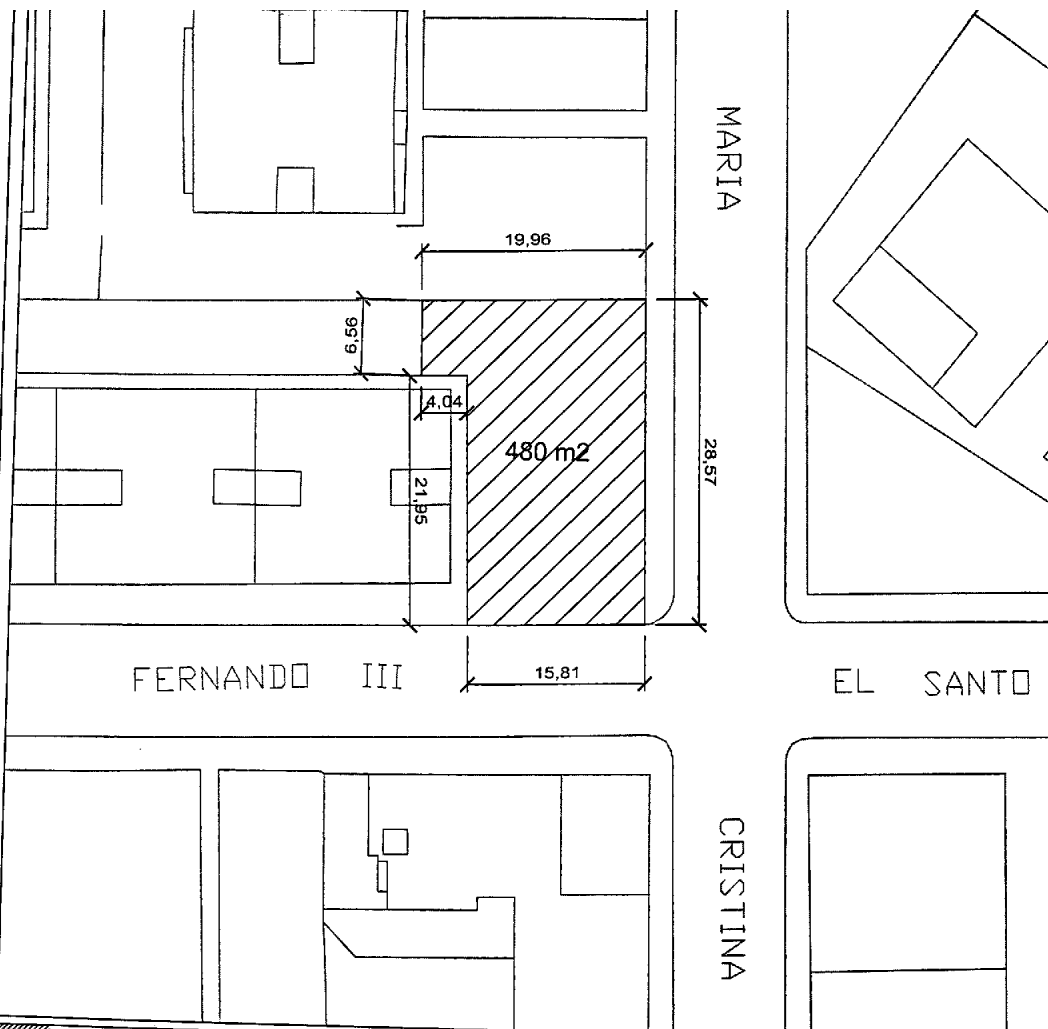 MARIA
19,96
6,56
4,04
480 m2
28,57
21,95
15,81
FERNANDO III
EL SANTO
CRISTINA